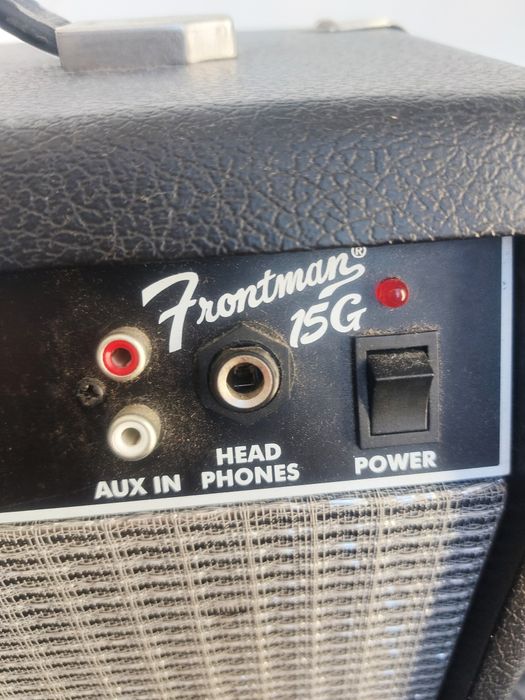 Frontman®
15G
AUX IN
HEAD
PHONES
POWER